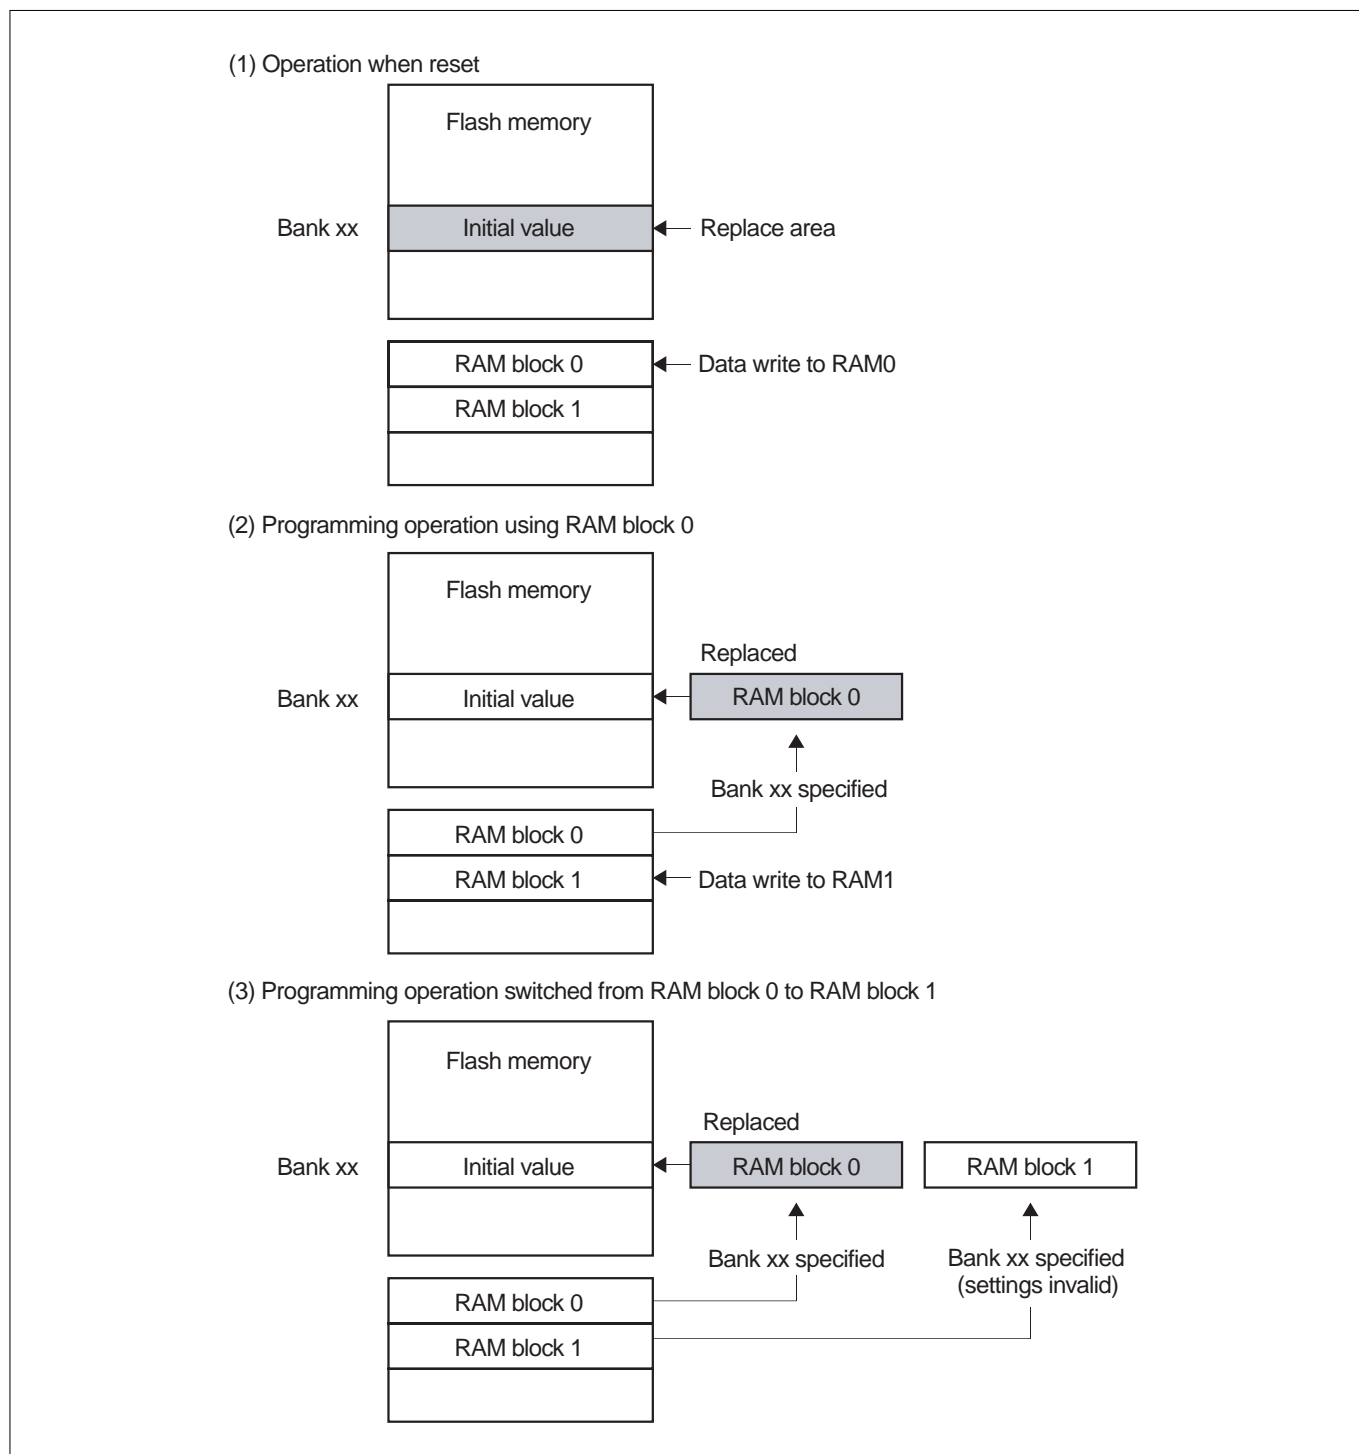 (1) Operation when reset
Flash memory
Bank xx
Initial value
Replace area
RAM block 0
Data write to RAM0
RAM block 1
(2) Programming operation using RAM block 0
Flash memory
Replaced
Bank xx
Initial value
RAM block 0
Bank xx specified
RAM block 0
RAM block 1
Data write to RAM1
(3) Programming operation switched from RAM block 0 to RAM block 1
Flash memory
Replaced
Bank xx
Initial value
RAM block 0
RAM block 1
Bank xx specified
Bank xx specified
(settings invalid)
RAM block 0
RAM block 1